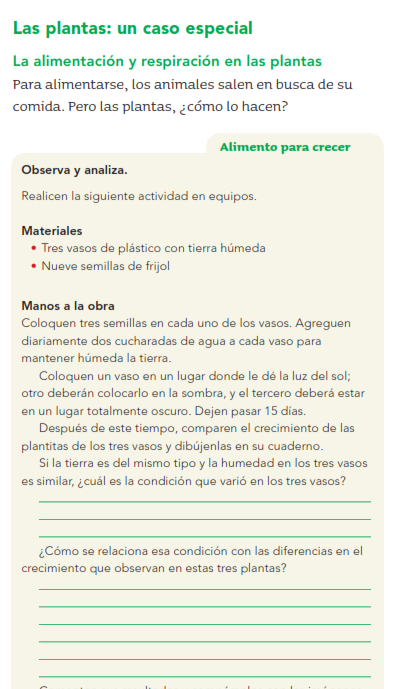 Las plantas: un caso especial
La alimentación y respiración en las plantas
Para alimentarse, los animales salen en busca de su
comida. Pero las plantas, ¿cómo lo hacen?
Alimento para crecer
Observa y analiza.
Realicen la siguiente actividad en equipos.
Materiales
• Tres vasos de plástico con tierra húmeda
• Nueve semillas de frijol
Manos a la obra
Coloquen tres semillas en cada uno de los vasos. Agreguen
diariamente dos cucharadas de agua a cada vaso para
mantener húmeda la tierra.
Coloquen un vaso en un lugar donde le dé la luz del sol;
otro deberán colocarlo en la sombra, y el tercero deberá estar
en un lugar totalmente oscuro. Dejen pasar 15 días.
Después de este tiempo, comparen el crecimiento de las
plantitas de los tres vasos y dibújenlas en su cuaderno.
Si la tierra es del mismo tipo y la humedad en los tres vasos
es similar, ¿cuál es la condición que varió en los tres vasos?
¿Cómo se relaciona esa condición con las diferencias en el
crecimiento que observan en estas tres plantas?